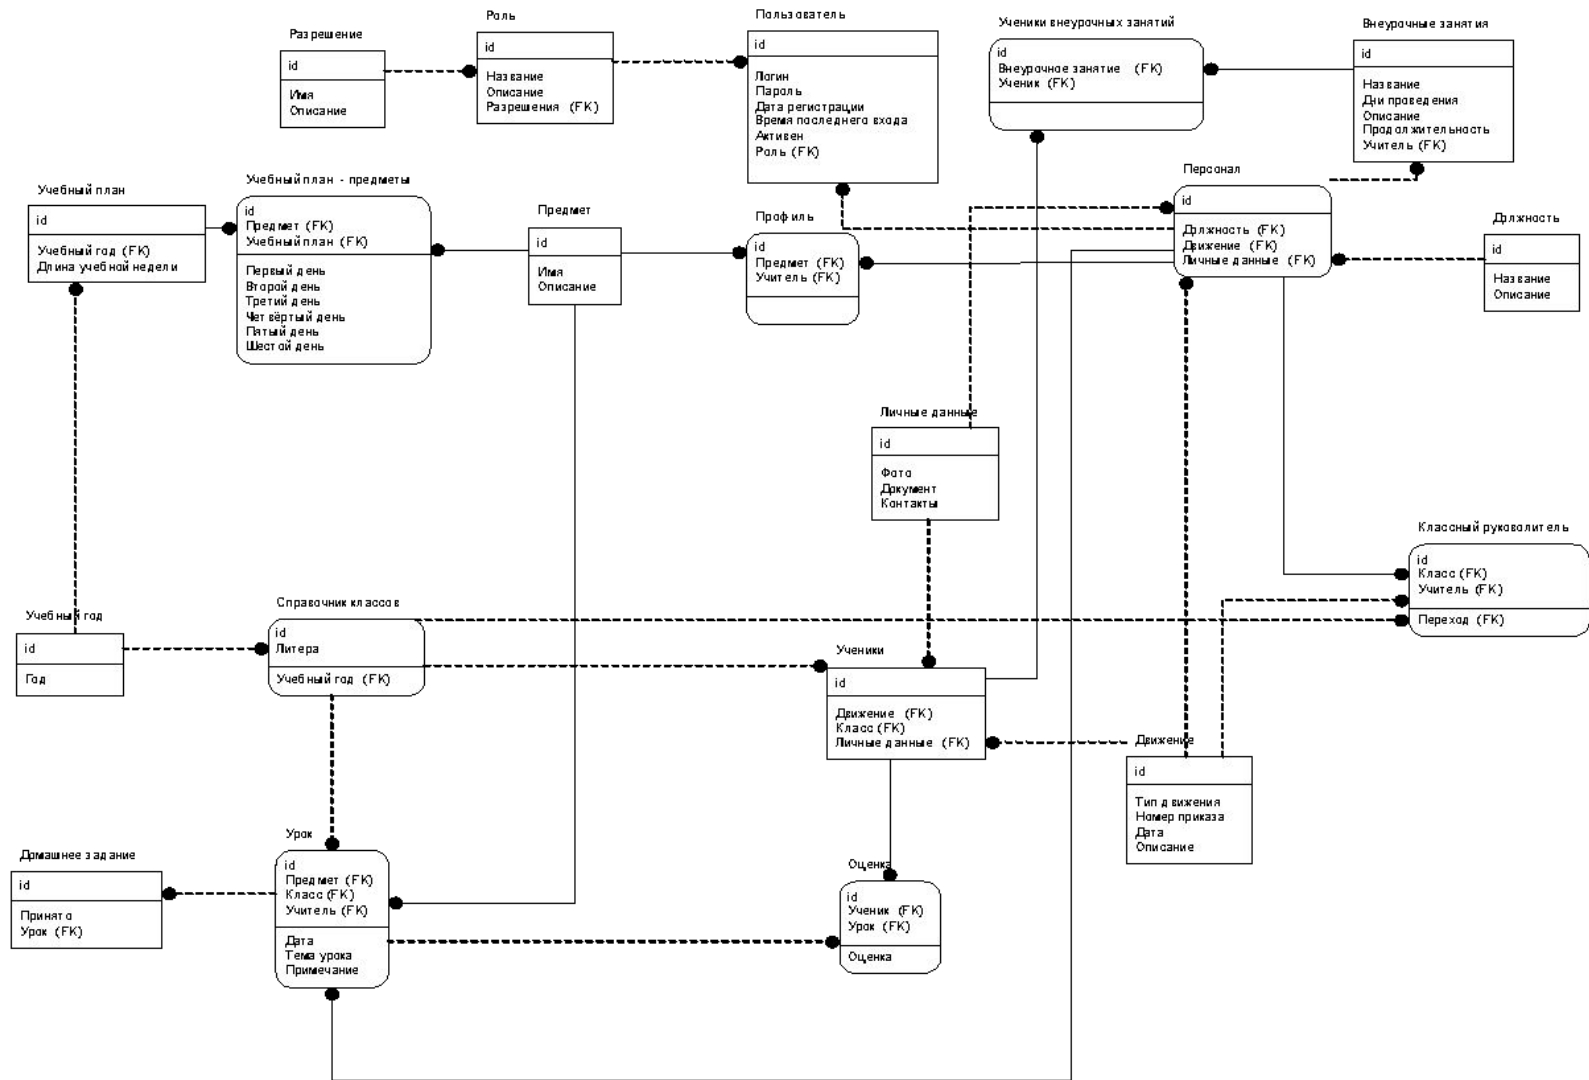 Разрешение
id
Имя
Описание
Роль
id
Название
Описание
Разрешения (FK)
Пользователь
id
Логин
Пароль
Дата регистрации
Время последнего входа
Активен
Роль (FK)
Ученики внеурочных занятий
id
Внеурочное занятие (FK)
Ученик (FK)
Внеурочные занятия
id
Название
Дни проведения
Описание
Продолжительность
Учитель (FK)
Учебный план
id
Учебный год (FK)
Длина учебной недели
Учебный план - предметы
id
Предмет (FK)
Учебный план (FK)
Первый день
Второй день
Третий день
Четвёртый день
Пятый день
Шестой день
Предмет
id
Имя
Описание
Профиль
id
Предмет (FK)
Учитель (FK)
Персонал
id
Должность (FK)
Движение (FK)
Личные данные (FK)
Должность
id
Название
Описание
Личные данные
id
Фото
Документ
Контакты
Классный руководитель
id
Класс (FK)
Учитель (FK)
Переход (FK)
Учебный год
id
Год
Справочник классов
id
Литера
Учебный год (FK)
Ученики
id
Движение (FK)
Класс (FK)
Личные данные (FK)
Движение
id
Тип движения
Номер приказа
Дата
Описание
Домашнее задание
id
Принято
Урок (FK)
Урок
id
Предмет (FK)
Класс (FK)
Учитель (FK)
Дата
Тема урока
Примечание
Оценка
id
Ученик (FK)
Урок (FK)
Оценка